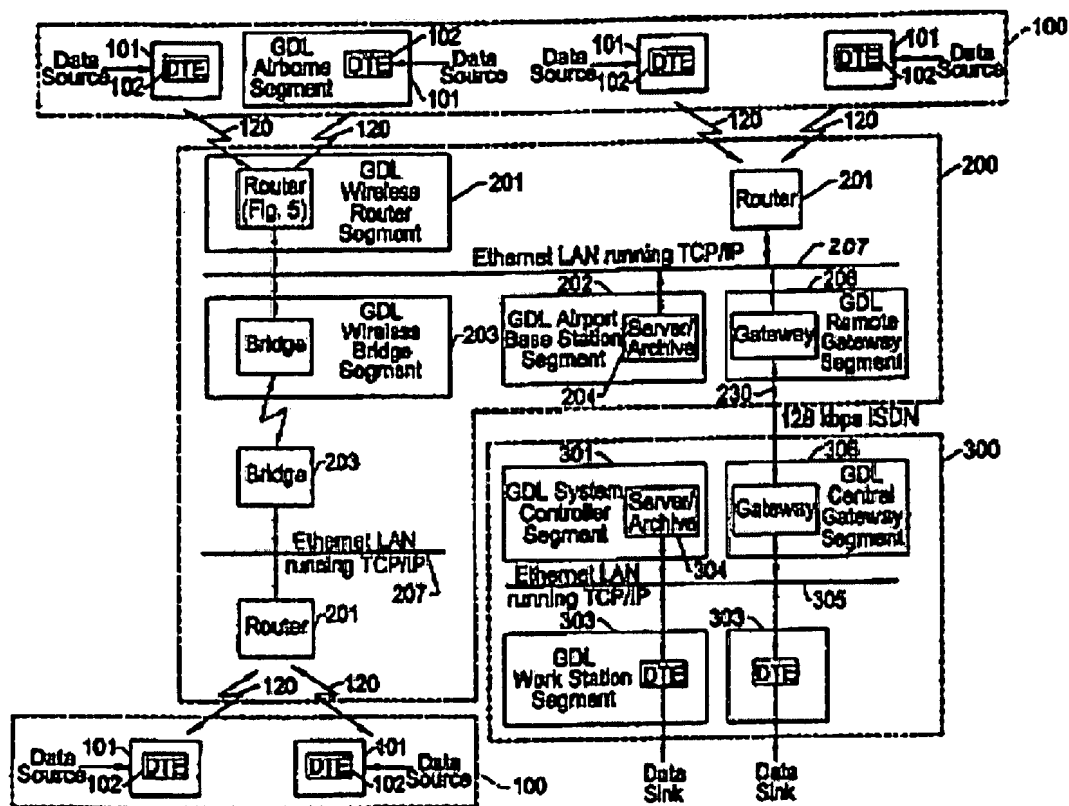 100
Data Source
101
102
DTE
GDL Airborne Segment
DTE
102
101
Data Source
Data Source
101
102
DTE
DTE
101
102
Data Source
120
120
120
120
200
Router (Fig. 5)
GDL Wireless Router Segment
201
Router
201
Ethernet LAN running TCP/IP
207
Bridge
GDL Wireless Bridge Segment
203
202
GDL Airport Base Station Segment
Server/Archive
204
Gateway
GDL Remote Gateway Segment
230
128 kbps ISDN
Bridge
203
300
301
GDL System Controller Segment
Server/Archive
304
Gateway
GDL Central Gateway Segment
Ethernet LAN running TCP/IP
207
Ethernet LAN running TCP/IP
305
Router
201
303
GDL Work Station Segment
DTE
303
DTE
120
120
Data Source
101
102
DTE
101
102
DTE
Data Source
100
Data Sink
Data Sink